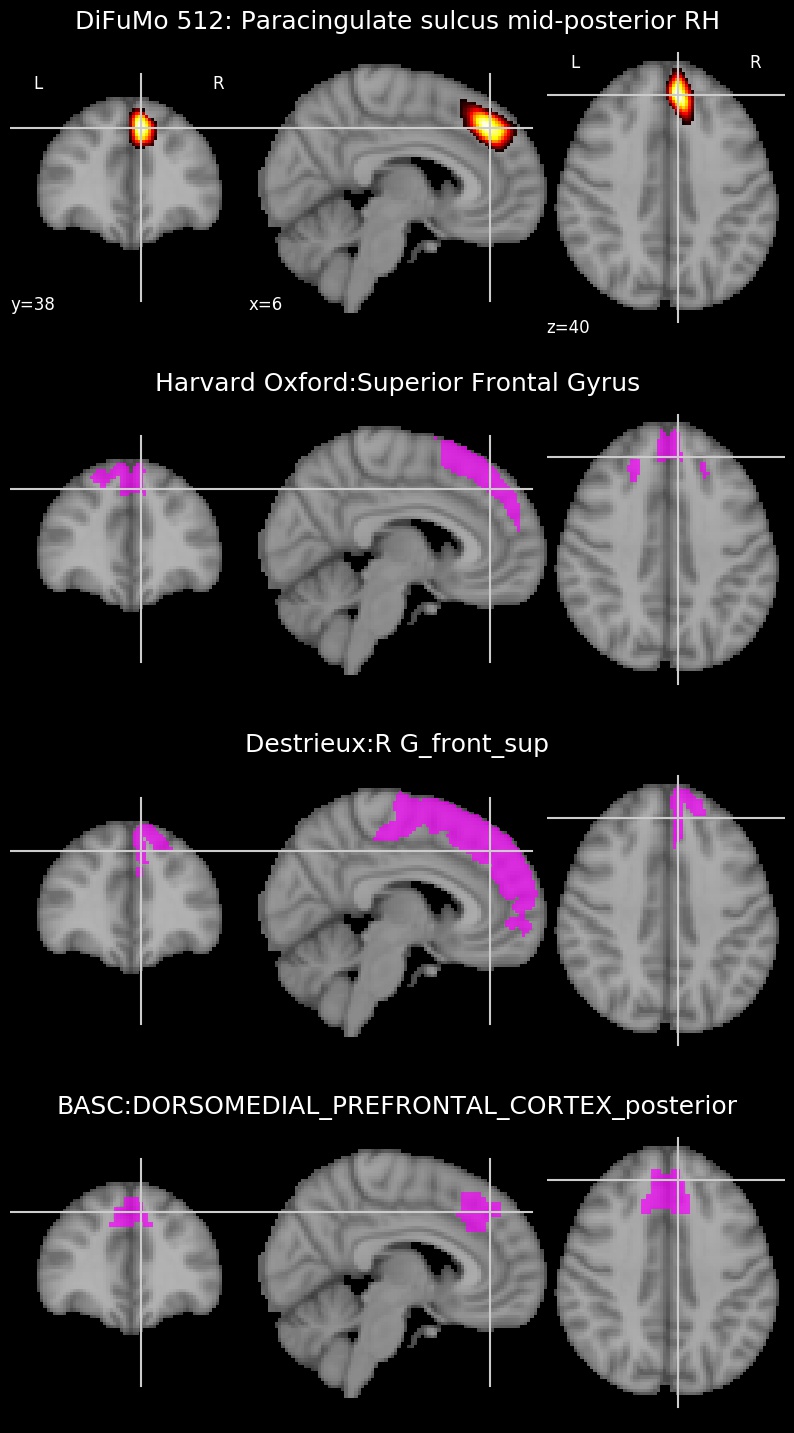 DiFuMo 512: Paracingulate sulcus mid-posterior RH
L R L R
y=38 x=6 z=40
Harvard Oxford:Superior Frontal Gyrus
Destrieux:R G_front_sup
BASC:DORSOMEDIAL_PREFRONTAL_CORTEX_posterior